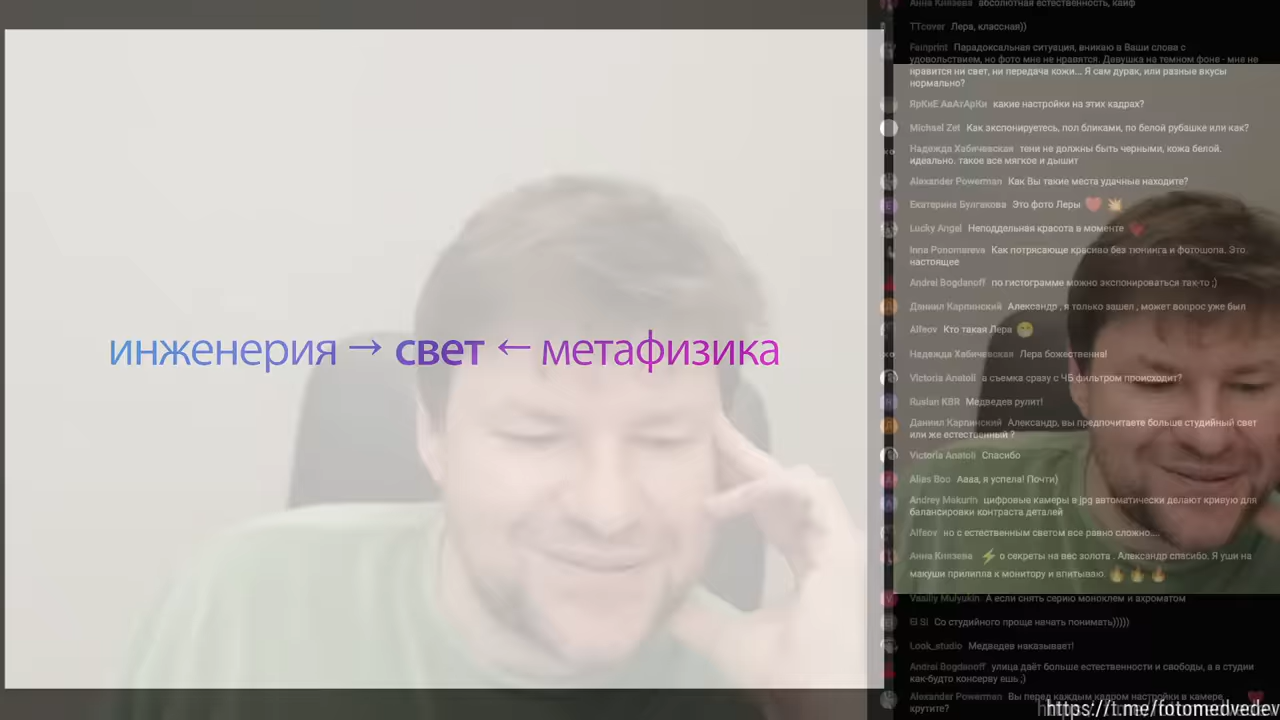 инженерия → свет ← метафизика
Анна Князева абсолютная естественность, кайф
TTcover Лера, классная))
Famprint Парадоксальная ситуация, вникаю в Ваши слова с
удовольствием, но фото мне не нравятся. Девушка на темном фоне - мне не
нравится ни свет, ни передача кожи... Я сам дурак, или разные вкусы
нормально?
ЯрКиЕ АвАтАрКи какие настройки на этих кадрах?
Michael Zet Как экспонируетесь, пол бликами, по белой рубашке или как?
Надежда Хабичевская тени не должны быть черными, кожа белой.
идеально. такое все мягкое и дышит
Alexander Powerman Как Вы такие места удачные находите?
Екатерина Булгакова Это фото Леры
Lucky Angel Неподдельная красота в моменте
Inna Ponomareva Как потрясающе красиво без тюнинга и фотошопа. Это
настоящее
Andrei Bogdanoff по гистограмме можно экспонироваться так-то ;)
Даниил Карпинский Александр , я только зашел , может вопрос уже был
Alfeov Кто такая Лера
Надежда Хабичевская Лера божественна!
Victoria Anatoli а съемка сразу с ЧБ фильтром происходит?
Ruslan KBR Медведев рулит!
Даниил Карпинский Александр, вы предпочитаете больше студийный свет
или же естественный ?
Victoria Anatoli Спасибо
Alias Boo Аааа, я успела! Почти)
Andrey Makurin цифровые камеры в jpg автоматически делают кривую для
балансировки контраста деталей
Alfeov но с естественным светом все равно сложно....
Анна Князева о секреты на вес золота . Александр спасибо. Я уши на
макуши прилипла к монитору и впитываю.
Vasiliy Mulyukin А если снять серию моноклем и ахроматом
El Sl Со студийного проще начать понимать)))))
Look_studio Медведев наказывает!
Andrei Bogdanoff улица даёт больше естественности и свободы, а в студии
как-будто консерву ешь ;)
Alexander Powerman Вы перед каждым кадром настройки в камере
крутите?
https://t.me/fotomedvedev